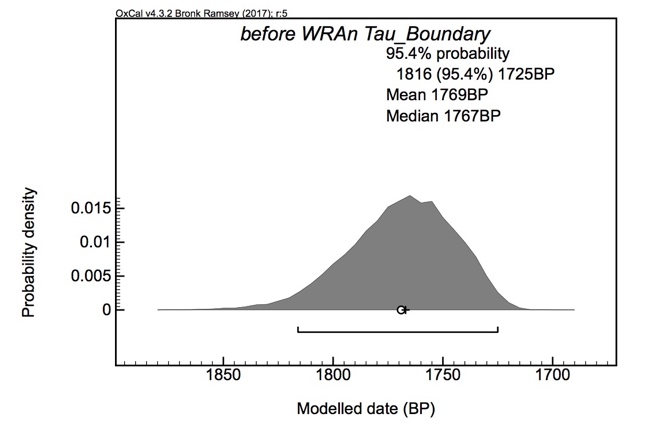 OxCal v4.3.2 Bronk Ramsey (2017); r:5
before WRAn Tau_Boundary
95.4% probability
1816 (95.4%) 1725BP
Mean 1769BP
Median 1767BP
Probability density
0.015
0.01
0.005
0
1850 1800 1750 1700
Modelled date (BP)